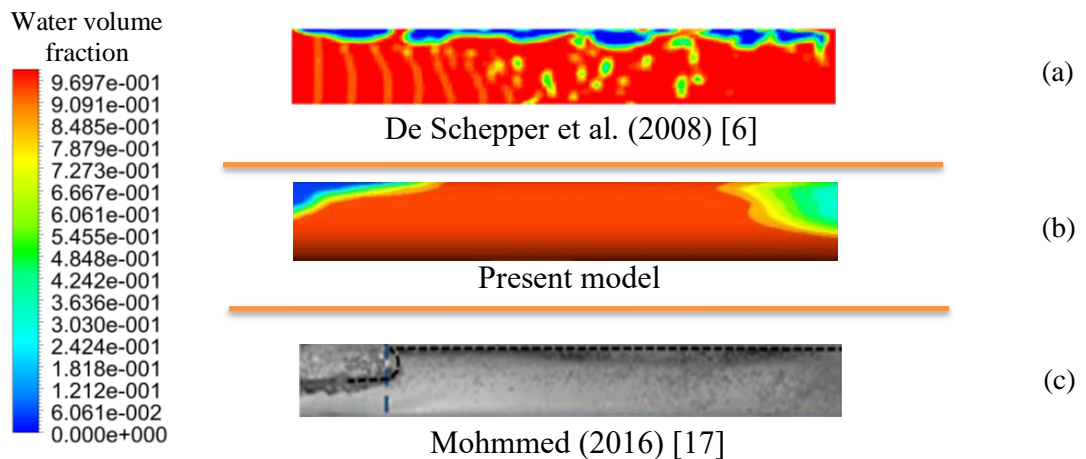 Water volume
fraction
9.697e-001
9.091e-001
8.485e-001
7.879e-001
7.273e-001
6.667e-001
6.061e-001
5.455e-001
4.848e-001
4.242e-001
3.636e-001
3.030e-001
2.424e-001
1.818e-001
1.212e-001
6.061e-002
0.000e+000
(a)
De Schepper et al. (2008) [6]
(b)
Present model
(c)
Mohmmed (2016) [17]